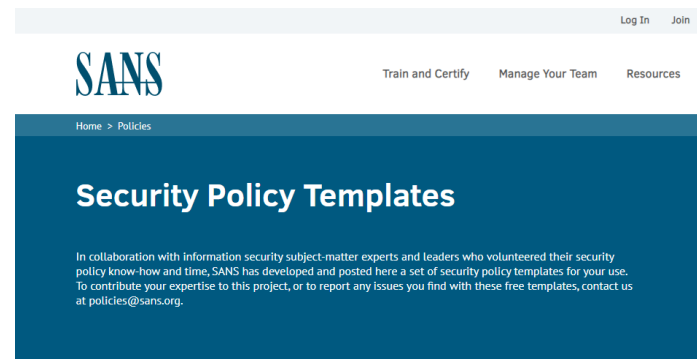 Log In Join
SANS
Train and Certify Manage Your Team Resources
Home > Policies
Security Policy Templates
In collaboration with information security subject-matter experts and leaders who volunteered their security
policy know-how and time, SANS has developed and posted here a set of security policy templates for your use.
To contribute your expertise to this project, or to report any issues you find with these free templates, contact us
at policies@sans.org.